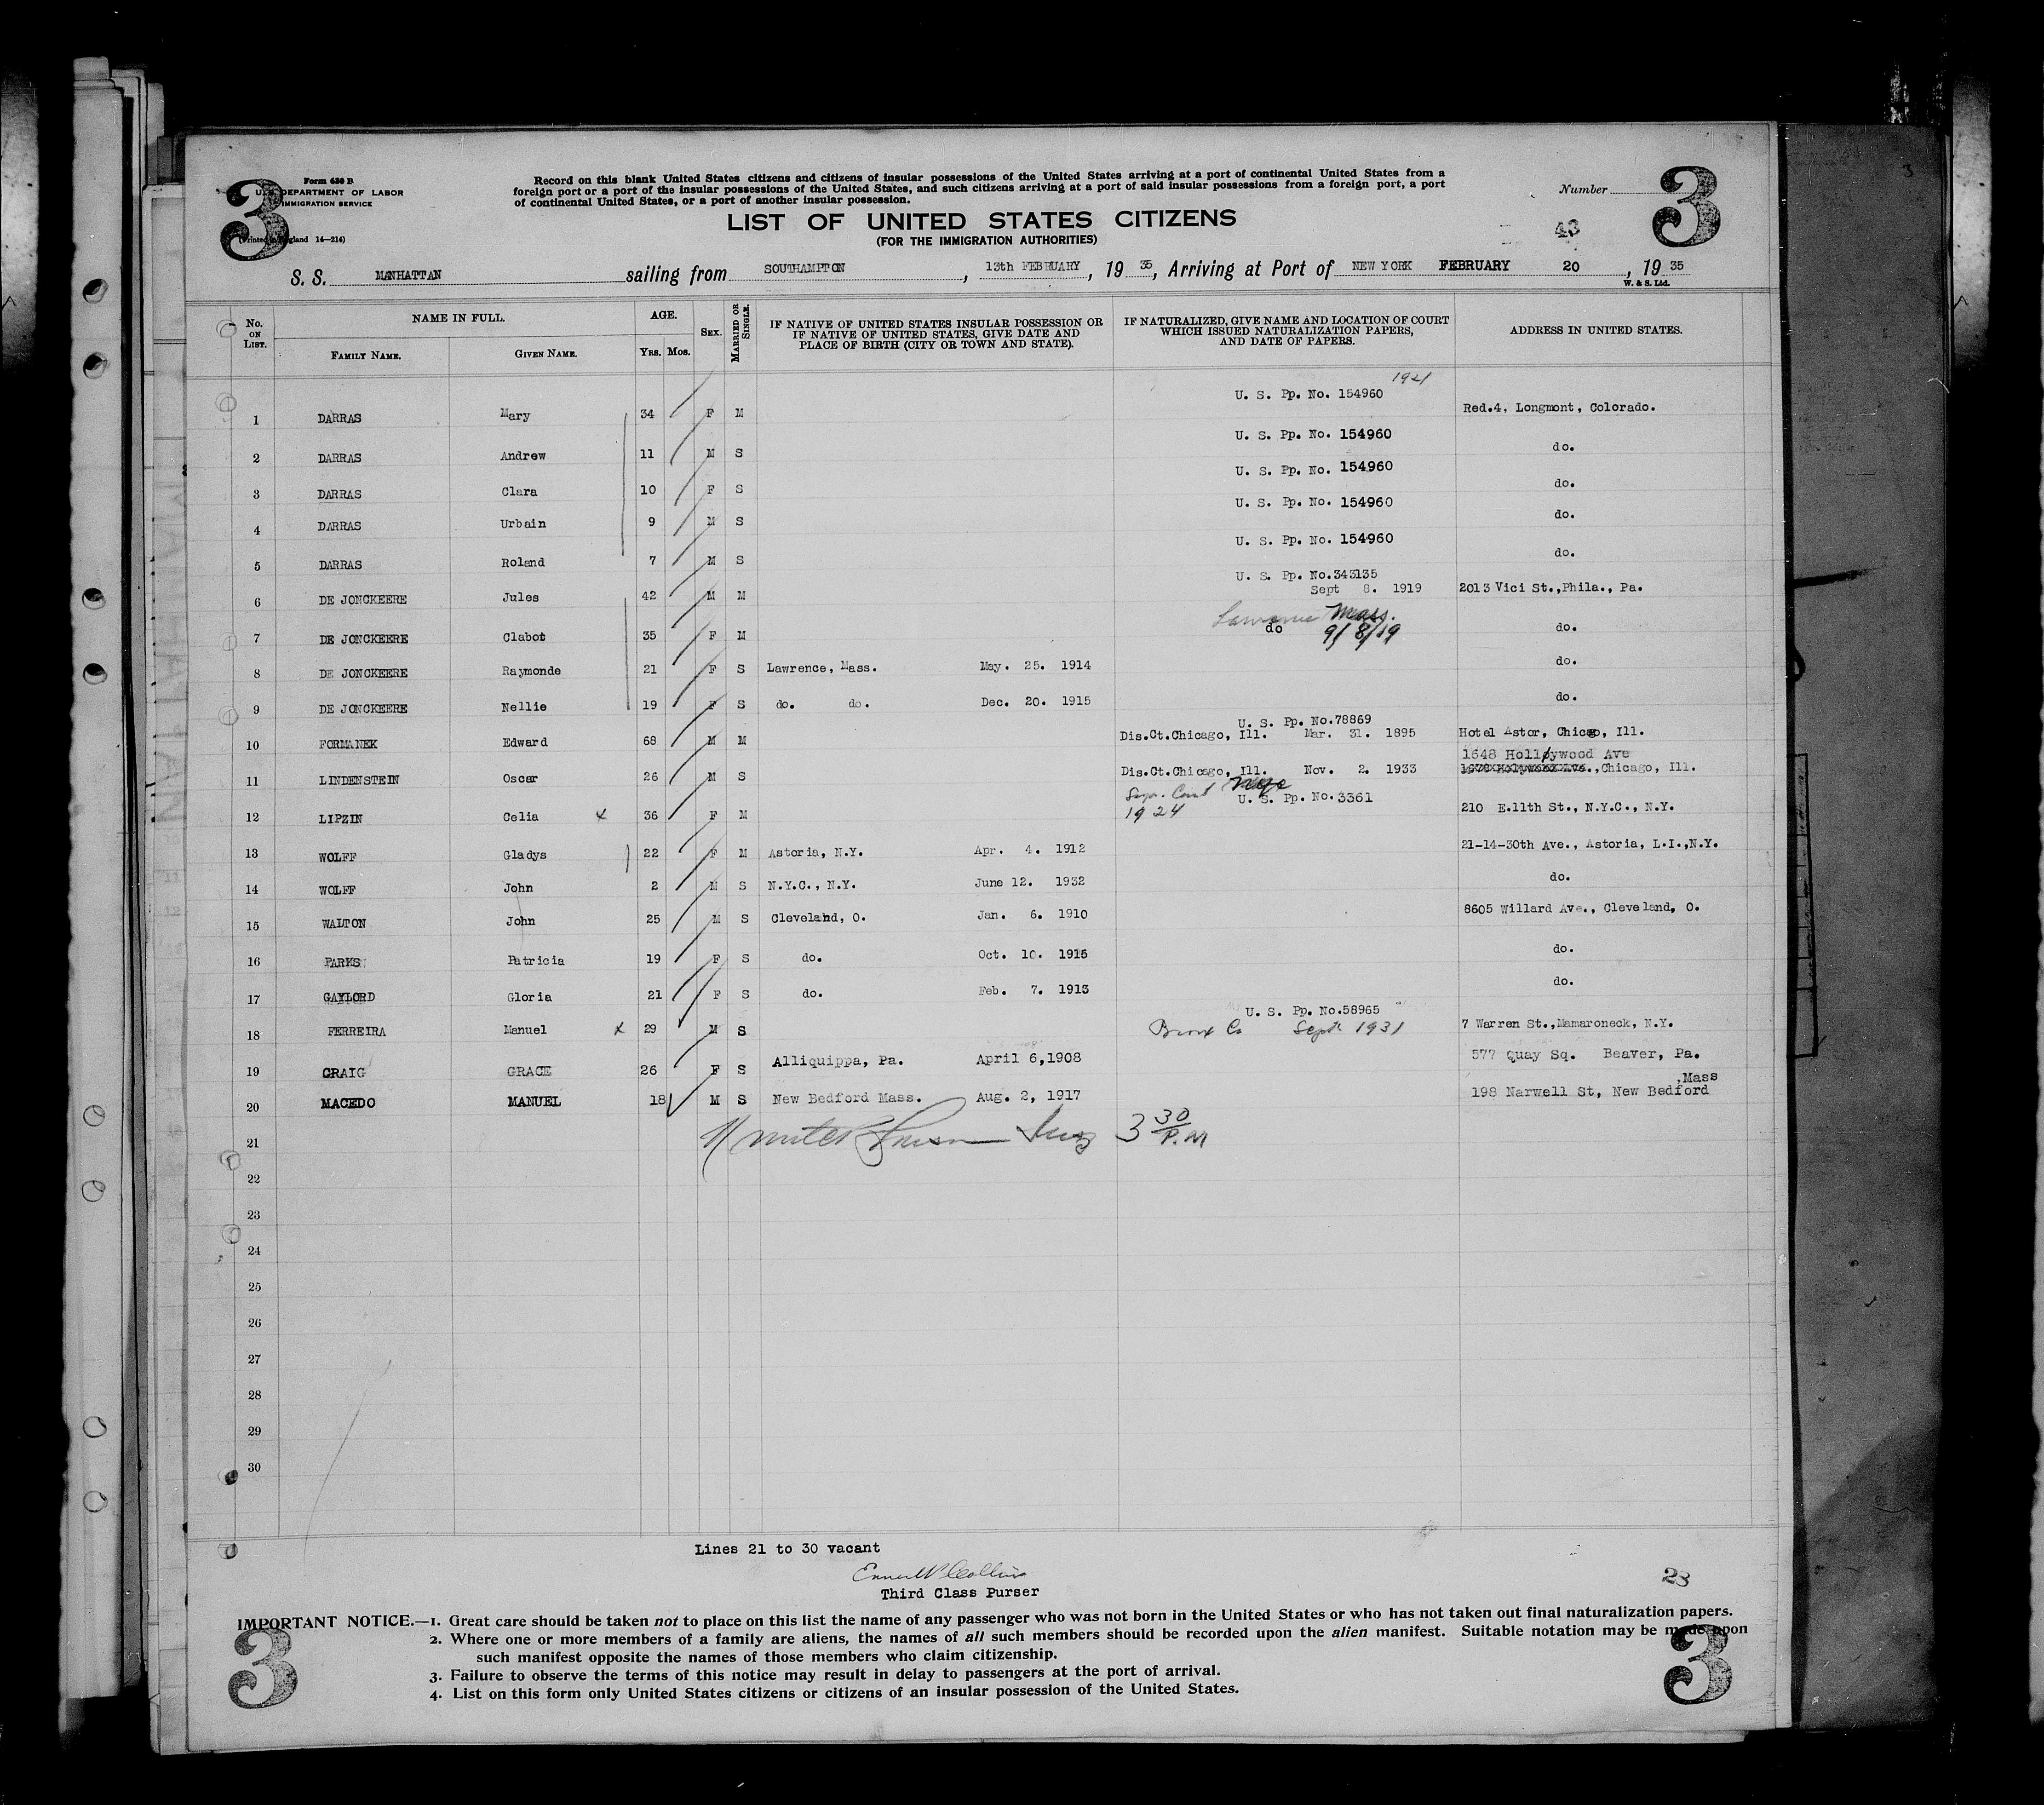 3
Form 630 B
U.S. DEPARTMENT OF LABOR
IMMIGRATION SERVICE
(Printed in England 14—214)
Record on this blank United States citizens and citizens of insular possessions of the United States arriving at a port of continental United States from a
foreign port or a port of the insular possessions of the United States, and such citizens arriving at a port of said insular possessions from a foreign port, a port
of continental United States, or a port of another insular possession.
LIST OF UNITED STATES CITIZENS
(FOR THE IMMIGRATION AUTHORITIES)
Number
3
43
S. S. MANHATTAN sailing from SOUTHAMPTON, 13th FEBRUARY, 19 35, Arriving at Port of NEW YORK FEBRUARY 20, 19 35
W. & S. Ltd.
No. ON LIST. NAME IN FULL. FAMILY NAME. GIVEN NAME. AGE. YRS. MOS. SEX. MARRIED OR SINGLE. IF NATIVE OF UNITED STATES INSULAR POSSESSION OR IF NATIVE OF UNITED STATES, GIVE DATE AND PLACE OF BIRTH (CITY OR TOWN AND STATE). IF NATURALIZED, GIVE NAME AND LOCATION OF COURT WHICH ISSUED NATURALIZATION PAPERS, AND DATE OF PAPERS. ADDRESS IN UNITED STATES.
1921
1 DARRAS Mary 34 F M U. S. Pp. No. 154960 Red.4, Longmont, Colorado.
2 DARRAS Andrew 11 M S U. S. Pp. No. 154960 do.
3 DARRAS Clara 10 F S U. S. Pp. No. 154960 do.
4 DARRAS Urbain 9 M S U. S. Pp. No. 154960 do.
5 DARRAS Roland 7 M S U. S. Pp. No. 154960 do.
6 DE JONCKEERE Jules 42 M M U. S. Pp. No.343135 Sept 8. 1919 2013 Vici St.,Phila., Pa.
Lawrence Mass.
7 DE JONCKEERE Clabot 35 F M do 9/8/19 do.
8 DE JONCKEERE Raymonde 21 F S Lawrence, Mass. May. 25. 1914 do.
9 DE JONCKEERE Nellie 19 F S do. do. Dec. 20. 1915 do.
U. S. Pp. No.78869
10 FORMANEK Edward 68 M M Dis.Ct.Chicago, Ill. Mar. 31. 1895 Hotel Astor, Chicgo, Ill.
1648 Hollywood Ave
11 LINDENSTEIN Oscar 26 M S Dis.Ct.Chicago, Ill. Nov. 2. 1933 Ave.,Chicago, Ill.
Court
U. S. Pp. No.3361
12 LIPZIN Celia x 36 F M 1924 210 E.11th St., N.Y.C., N.Y.
13 WOLFF Gladys 22 F M Astoria, N.Y. Apr. 4. 1912 21-14-30th Ave., Astoria, L.I.,N.Y.
14 WOLFF John 2 M S N.Y.C., N.Y. June 12. 1932 do.
15 WALTON John 25 M S Cleveland, O. Jan. 6. 1910 8605 Willard Ave., Cleveland, O.
16 PARKS Patricia 19 F S do. Oct. 10. 1915 do.
17 GAYLORD Gloria 21 F S do. Feb. 7. 1913 do.
U. S. Pp. No.58965
18 FERREIRA Manuel x 29 M S Bronx Co Sept 1931 7 Warren St.,Mamaroneck, N.Y.
19 CRAIG GRACE 26 F S Alliquippa, Pa. April 6,1908 577 Quay Sq. Beaver, Pa.
,Mass
20 MACEDO MANUEL 18 M S New Bedford Mass. Aug. 2, 1917 198 Narwell St, New Bedford
21 3 30 P.M
22
23
24
25
26
27
28
29
30
Lines 21 to 30 vacant
Third Class Purser
23
IMPORTANT NOTICE.—1. Great care should be taken not to place on this list the name of any passenger who was not born in the United States or who has not taken out final naturalization papers.
2. Where one or more members of a family are aliens, the names of all such members should be recorded upon the alien manifest. Suitable notation may be made upon
such manifest opposite the names of those members who claim citizenship.
3. Failure to observe the terms of this notice may result in delay to passengers at the port of arrival.
4. List on this form only United States citizens or citizens of an insular possession of the United States.
3
3